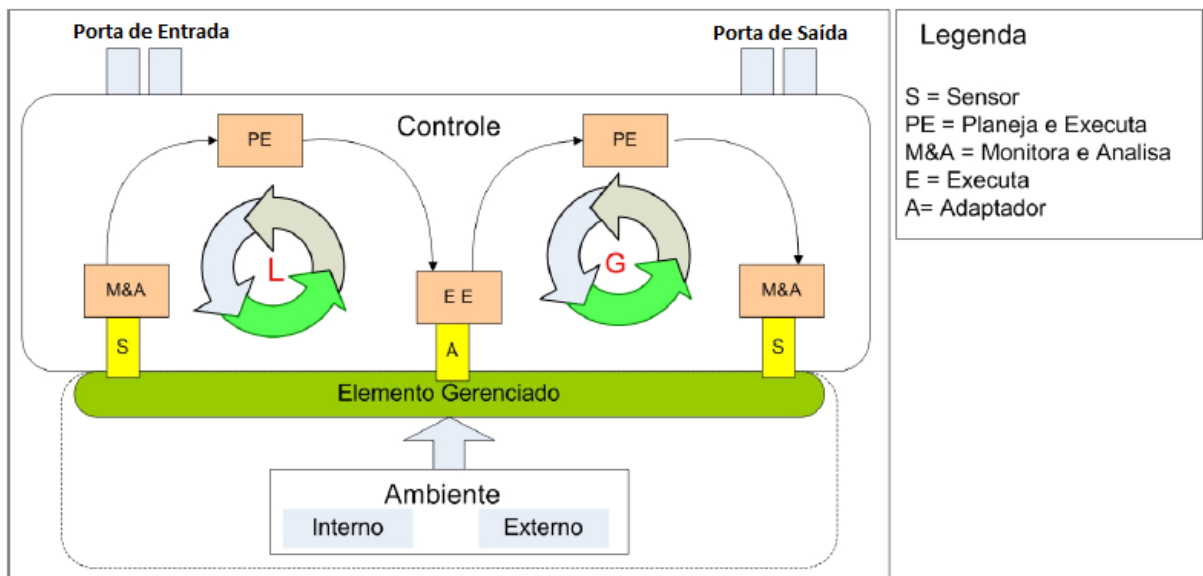 Porta de Entrada
Porta de Saída
Controle
PE
PE
L
G
M&A
E E
M&A
S
A
S
Elemento Gerenciado
Ambiente
Interno
Externo
Legenda
S = Sensor
PE = Planeja e Executa
M&A = Monitora e Analisa
E = Executa
A= Adaptador